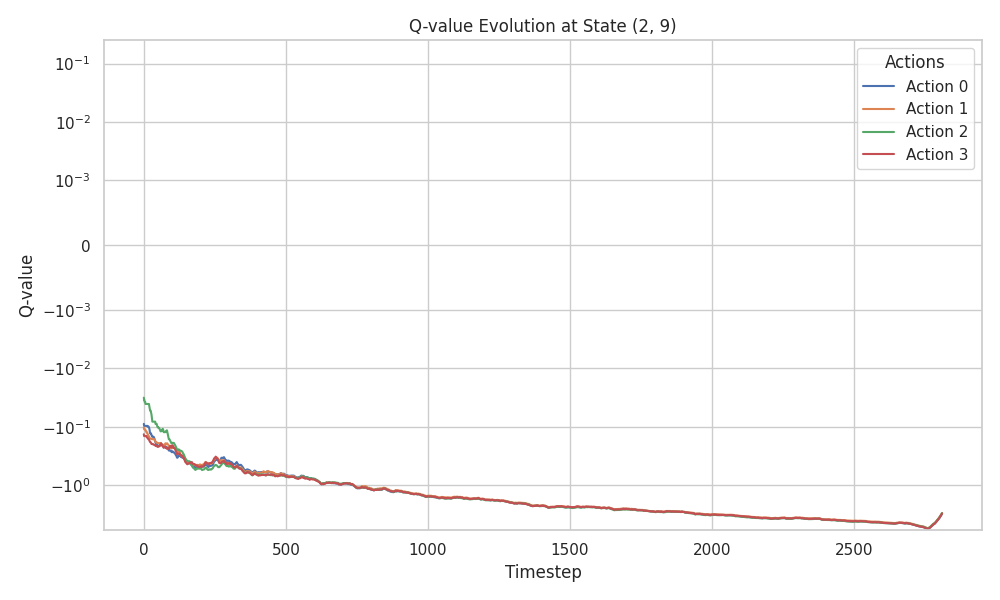 Q-value Evolution at State (2, 9)
Q-value
10⁻¹
10⁻²
10⁻³
0
−10⁻³
−10⁻²
−10⁻¹
−10⁰
Actions
Action 0
Action 1
Action 2
Action 3
0 500 1000 1500 2000 2500
Timestep